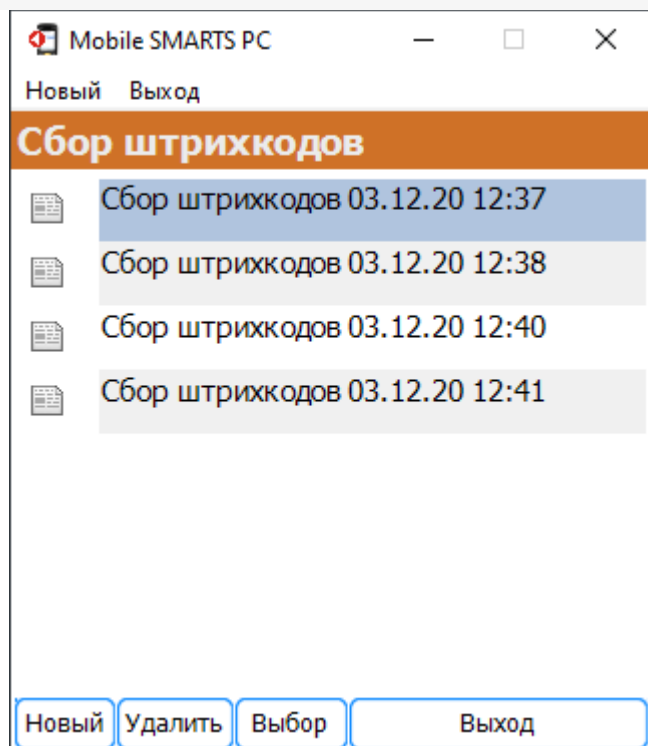 Mobile SMARTS PC
Новый Выход
Сбор штрихкодов
Сбор штрихкодов 03.12.20 12:37
Сбор штрихкодов 03.12.20 12:38
Сбор штрихкодов 03.12.20 12:40
Сбор штрихкодов 03.12.20 12:41
Новый Удалить Выбор Выход